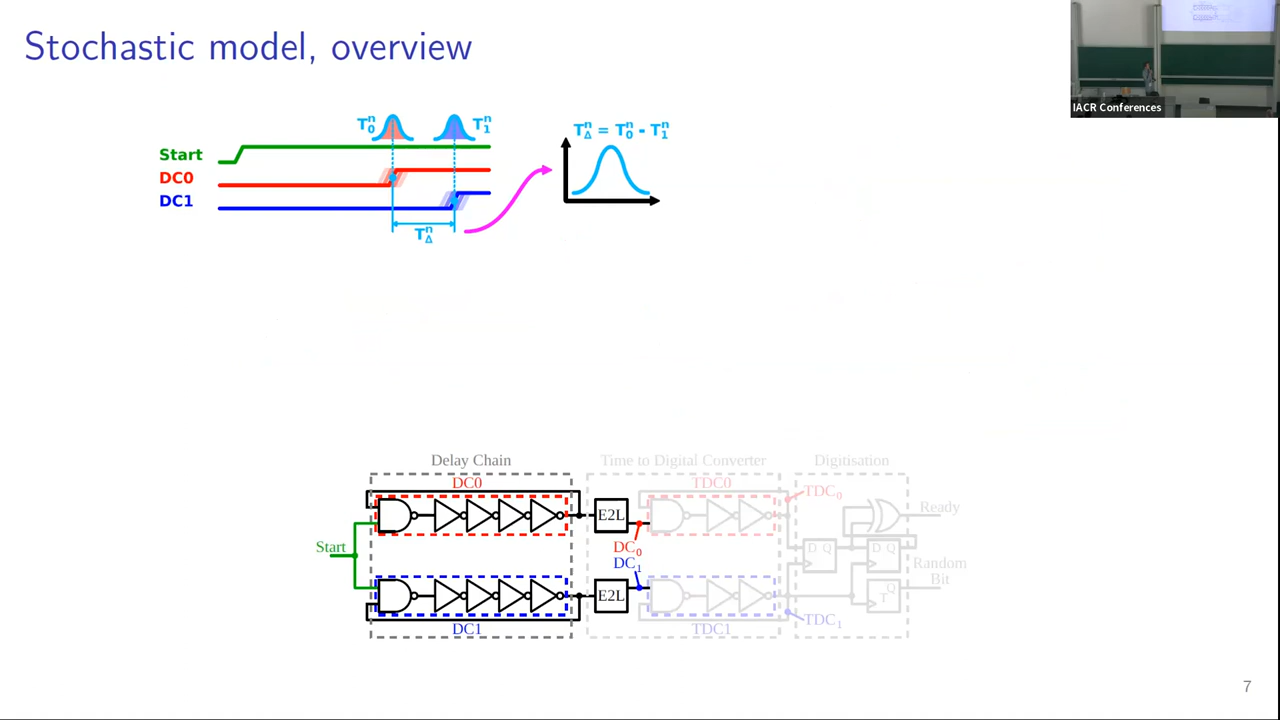 Stochastic model, overview
IACR Conferences
T₀ⁿ
T₁ⁿ
T_Δⁿ = T₀ⁿ - T₁ⁿ
Start
DC0
DC1
T_Δⁿ
Delay Chain
Time to Digital Converter
Digitisation
DC0
TDC0
TDC₀
E2L
Ready
Start
DC₀
D Q
D Q
DC₁
Random
Bit
E2L
Q
T
TDC₁
DC1
TDC1
7